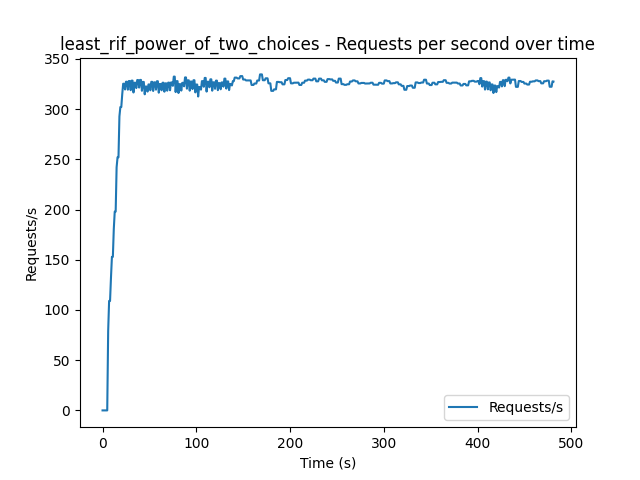 least_rif_power_of_two_choices - Requests per second over time
350
300
250
200
150
100
50
0
Requests/s
Requests/s
0 100 200 300 400 500
Time (s)